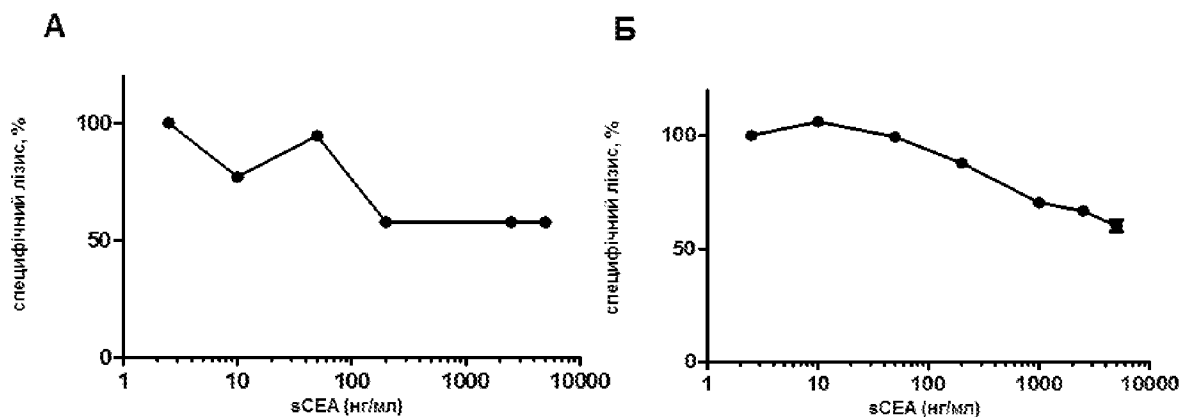 А
специфічний лізис, %
100
50
0
1 10 100 1000 10000
sCEA (нг/мл)
Б
специфічний лізис, %
100
50
0
1 10 100 1000 10000
sCEA (нг/мл)